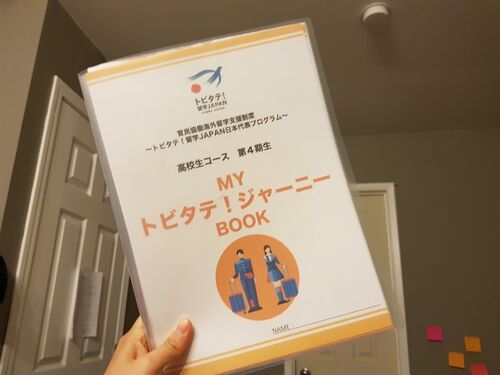 トビタテ！
留学JAPAN
官民協働海外留学支援制度
～トビタテ！留学JAPAN日本代表プログラム～
高校生コース　第4期生
MY
トビタテ！ジャーニー
BOOK
NAME :